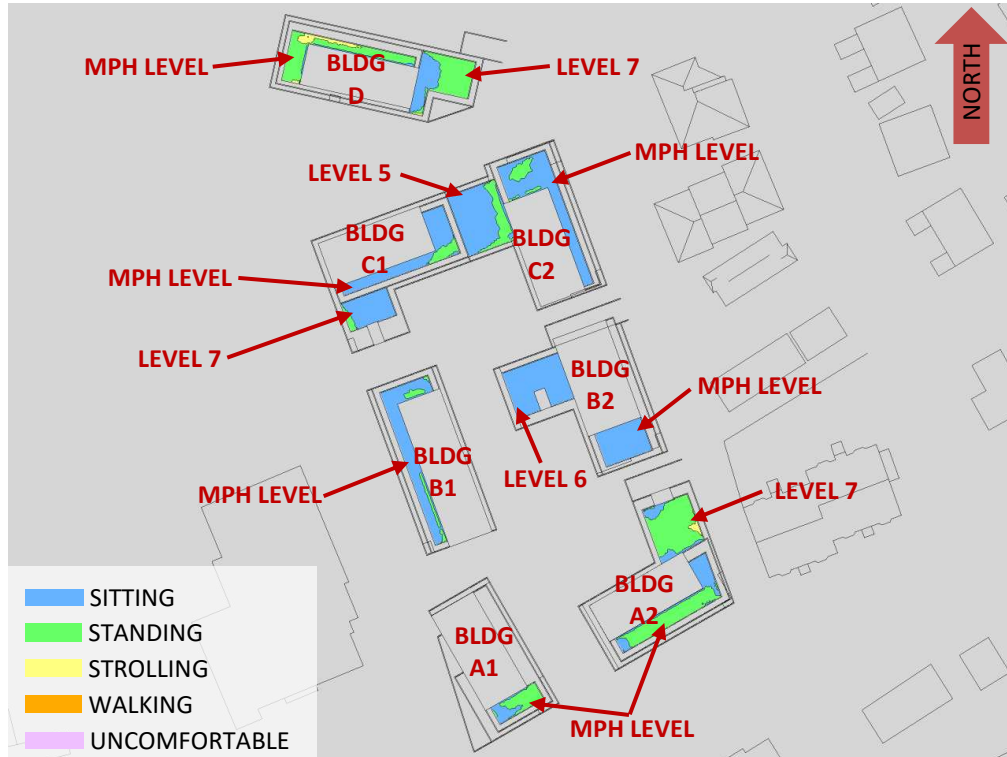 NORTH
BLDG
D
MPH LEVEL
LEVEL 7
MPH LEVEL
LEVEL 5
BLDG
C1
BLDG
C2
MPH LEVEL
LEVEL 7
BLDG
B2
MPH LEVEL
BLDG
B1
LEVEL 6
MPH LEVEL
LEVEL 7
BLDG
A2
BLDG
A1
MPH LEVEL
SITTING
STANDING
STROLLING
WALKING
UNCOMFORTABLE